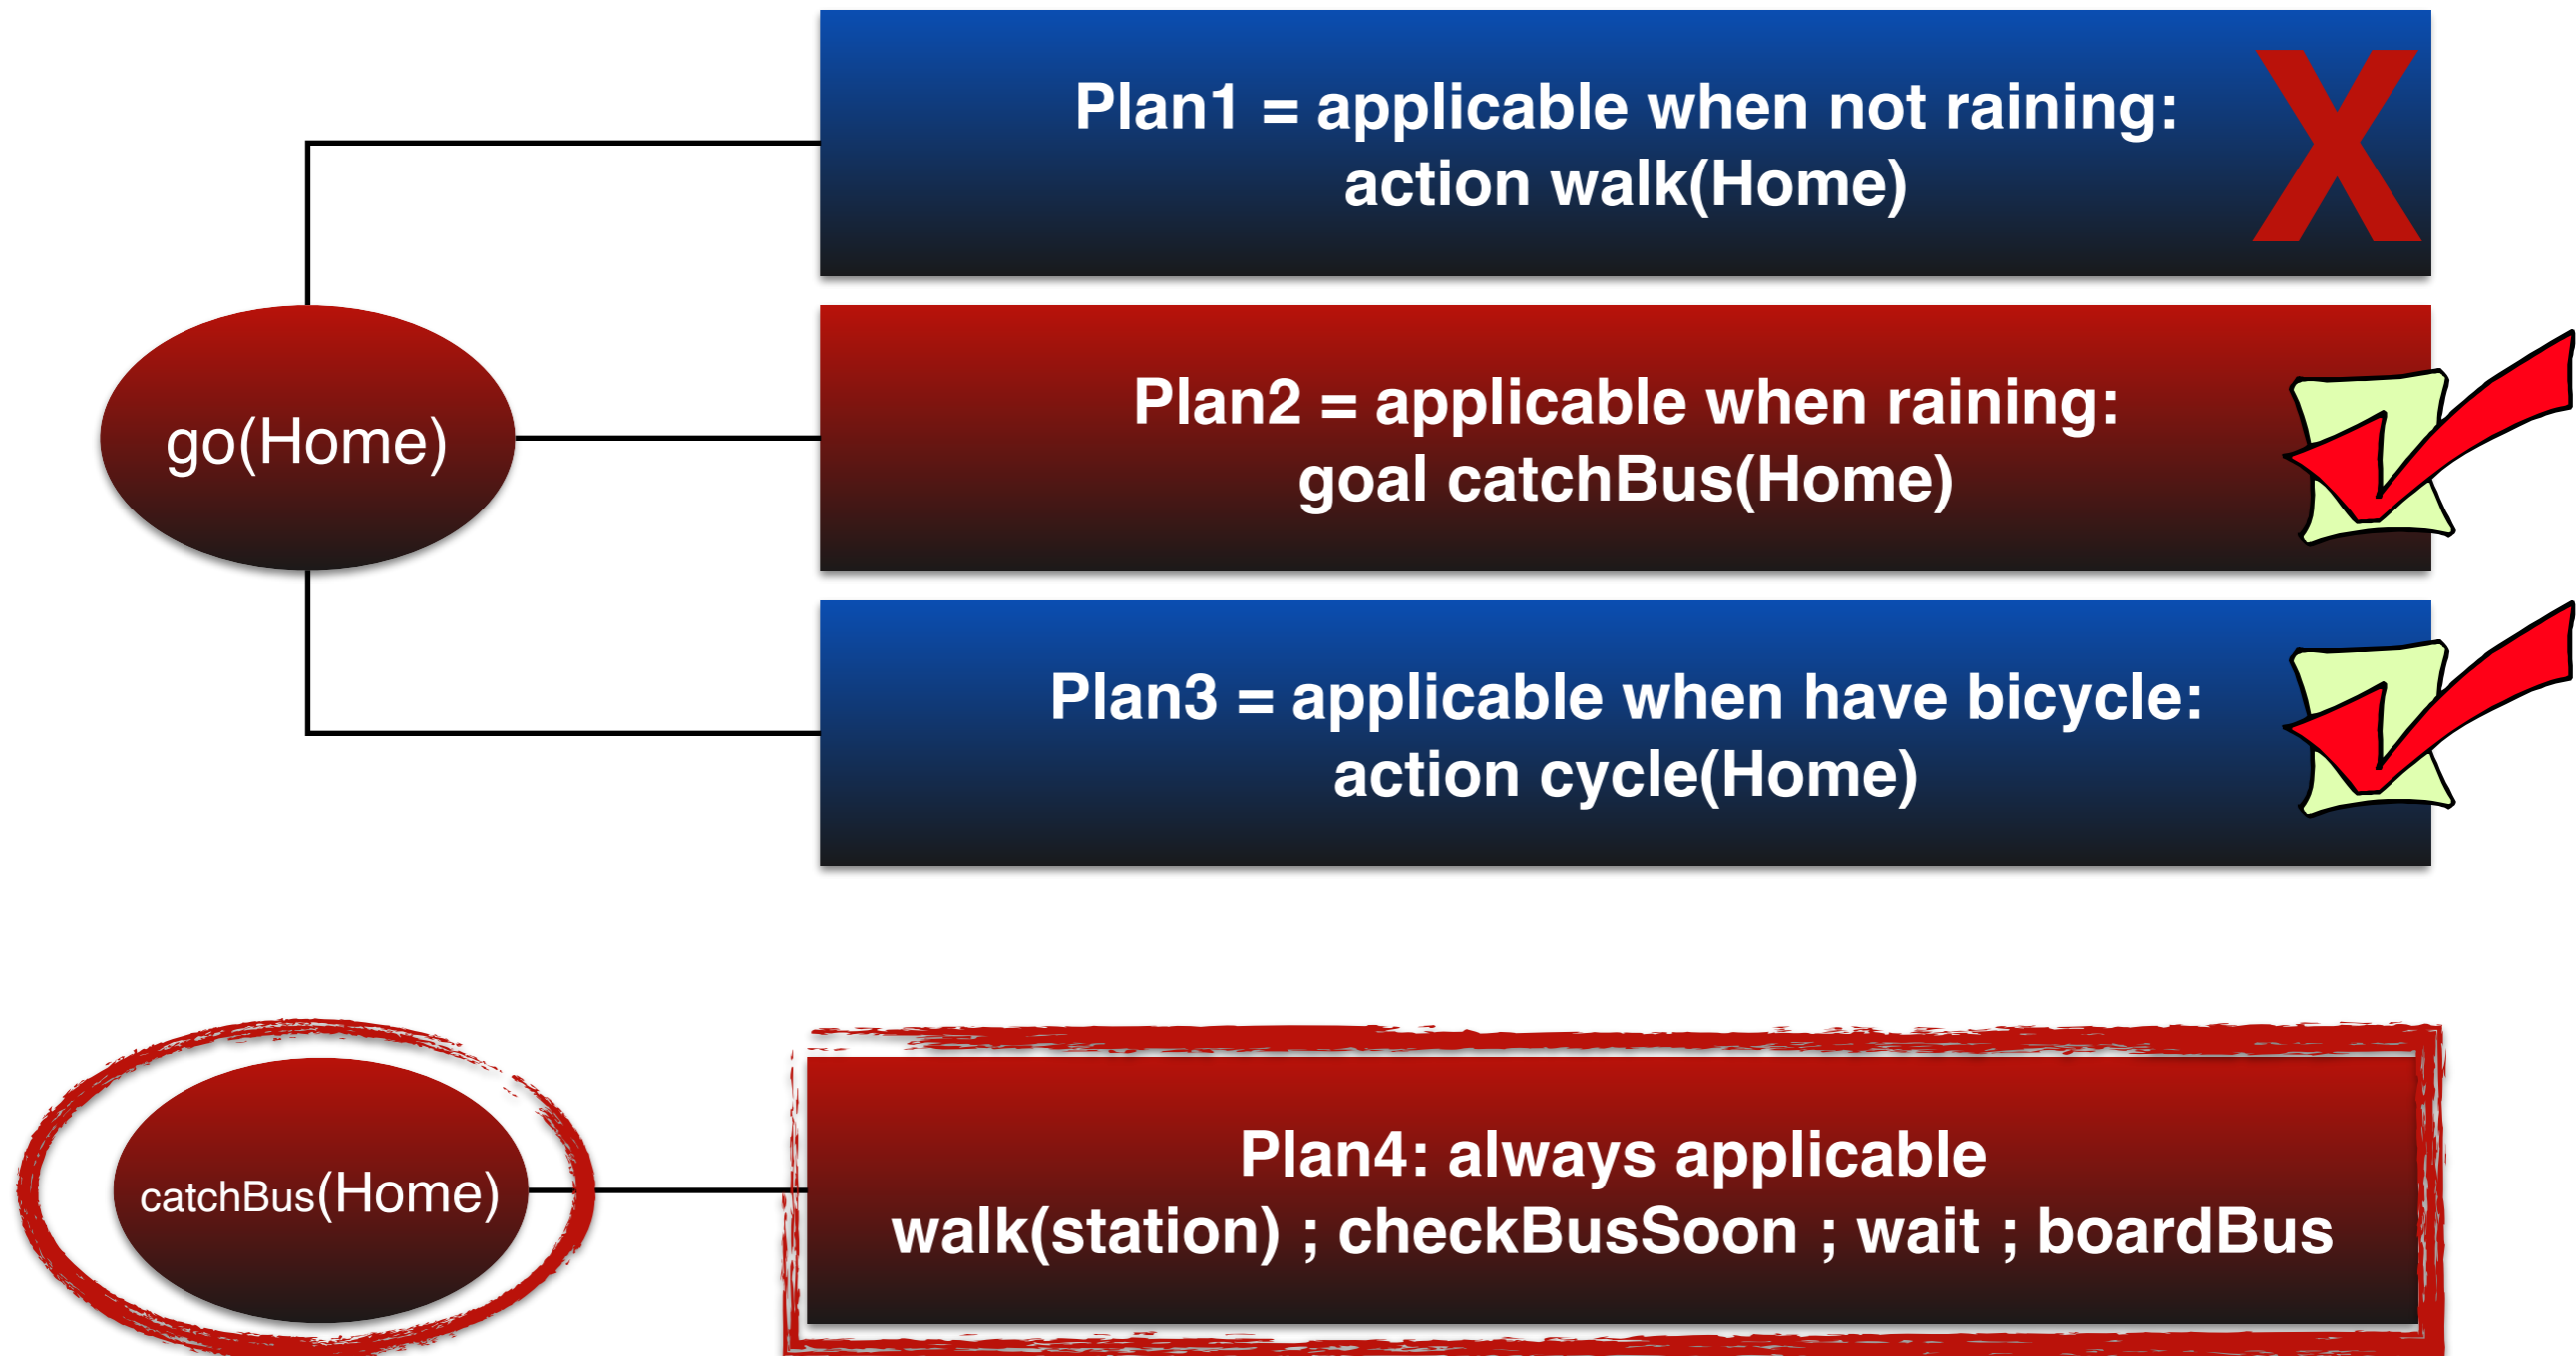 Plan1 = applicable when not raining:
action walk(Home)
X
go(Home)
Plan2 = applicable when raining:
goal catchBus(Home)
Plan3 = applicable when have bicycle:
action cycle(Home)
catchBus(Home)
Plan4: always applicable
walk(station) ; checkBusSoon ; wait ; boardBus